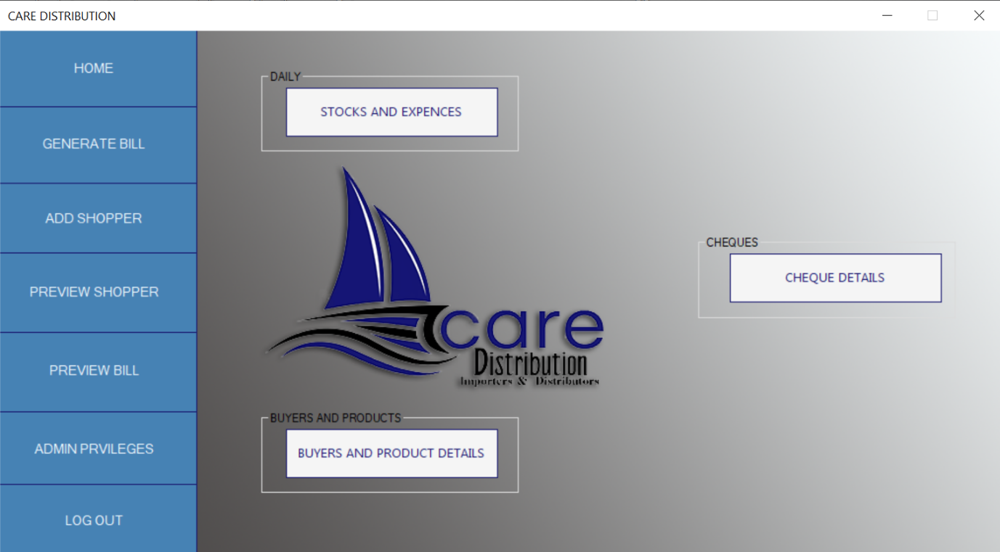 CARE DISTRIBUTION
HOME
GENERATE BILL
ADD SHOPPER
PREVIEW SHOPPER
PREVIEW BILL
ADMIN PRVILEGES
LOG OUT
DAILY
STOCKS AND EXPENCES
care
Distribution
Importers & Distributors
CHEQUES
CHEQUE DETAILS
BUYERS AND PRODUCTS
BUYERS AND PRODUCT DETAILS